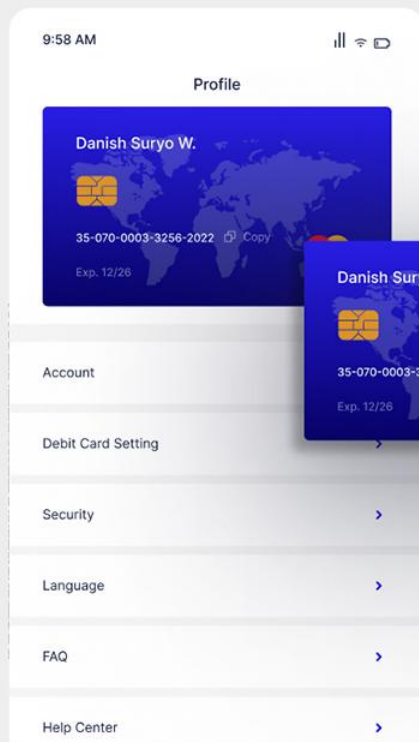 9:58 AM
Profile
Danish Suryo W.
35-070-0003-3256-2022 Copy
Exp. 12/26
Danish
35-070-0003-
Exp. 12/26
Account
Debit Card Setting
Security
Language
FAQ
Help Center